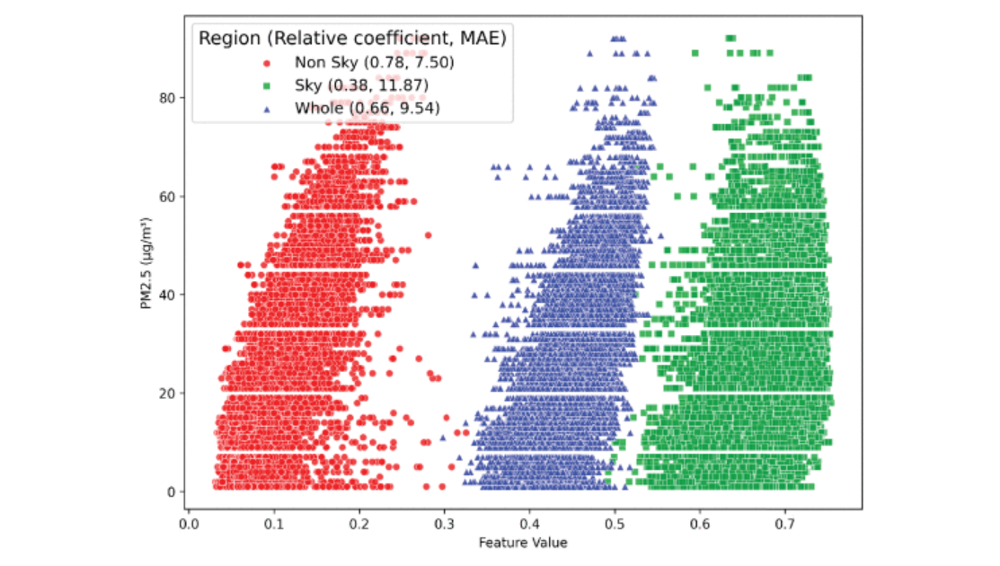 Region (Relative coefficient, MAE)
Non Sky (0.78, 7.50)
Sky (0.38, 11.87)
Whole (0.66, 9.54)
80
60
40
20
0
PM2.5 (μg/m³)
0.0 0.1 0.2 0.3 0.4 0.5 0.6 0.7
Feature Value